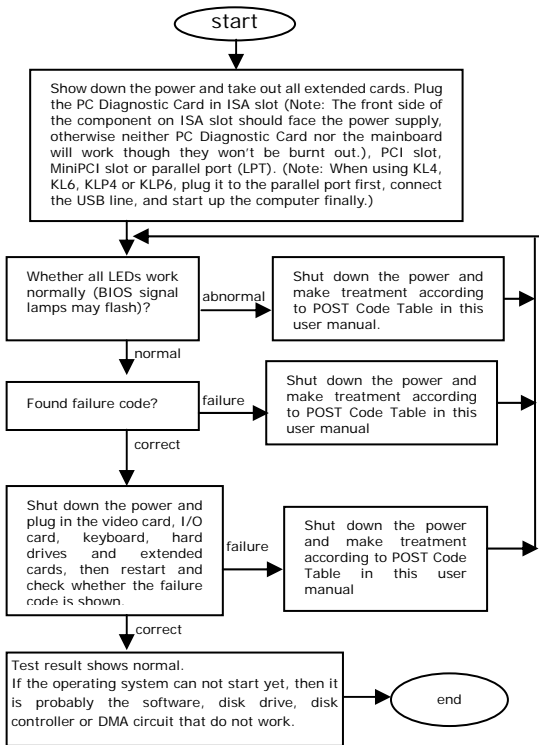 start
Show down the power and take out all extended cards. Plug
the PC Diagnostic Card in ISA slot (Note: The front side of
the component on ISA slot should face the power supply,
otherwise neither PC Diagnostic Card nor the mainboard
will work though they won't be burnt out.), PCI slot,
MiniPCI slot or parallel port (LPT). (Note: When using KL4,
KL6, KLP4 or KLP6, plug it to the parallel port first, connect
the USB line, and start up the computer finally.)
Whether all LEDs work
normally (BIOS signal
lamps may flash)?
abnormal
Shut down the power and
make treatment according
to POST Code Table in this
user manual.
normal
Found failure code?
failure
Shut down the power and
make treatment according
to POST Code Table in this
user manual
correct
Shut down the power and
plug in the video card, I/O
card, keyboard, hard
drives and extended
cards, then restart and
check whether the failure
code is shown.
failure
Shut down the power
and make treatment
according to POST Code
Table in this user
manual
correct
Test result shows normal.
If the operating system can not start yet, then it
is probably the software, disk drive, disk
controller or DMA circuit that do not work.
end